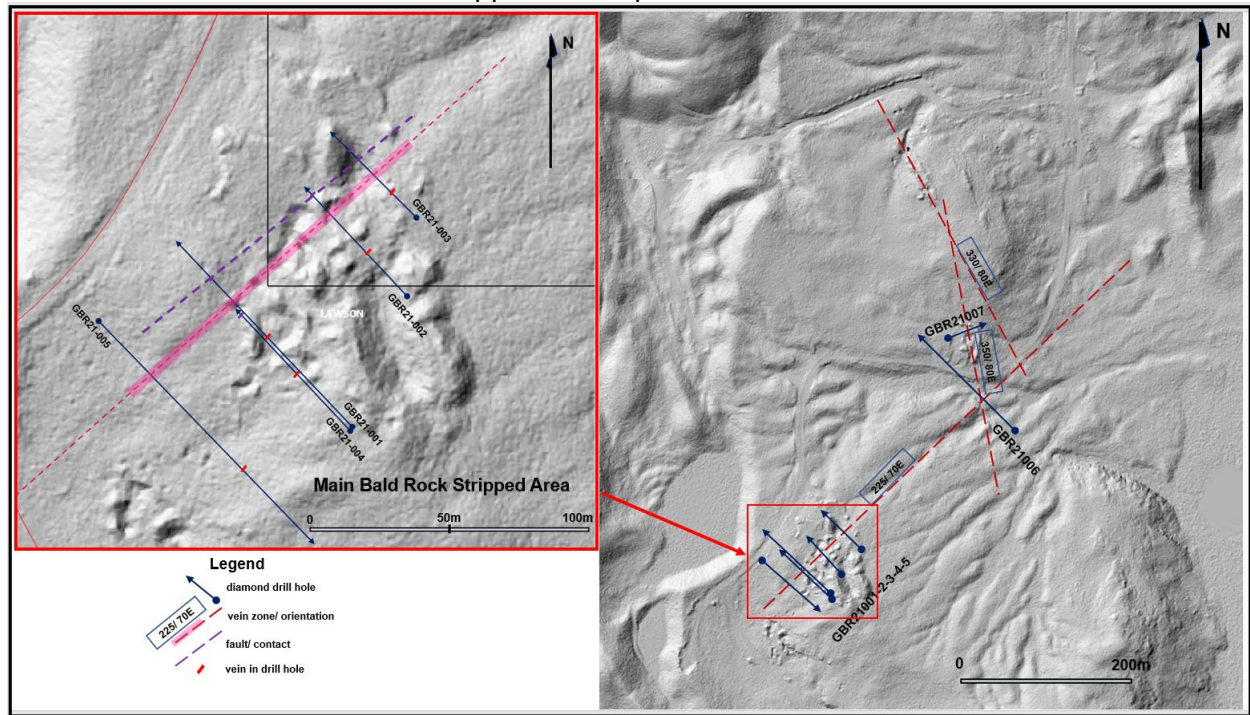 N
GBR21-003
GBR21-002
GBR21-005
LAWSON
GBR21-001
GBR21-004
Main Bald Rock Stripped Area
0 50m 100m
Legend
diamond drill hole
225/ 70E
vein zone/ orientation
fault/ contact
vein in drill hole
N
330/ 80E
GBR21007
350/ 80E
GBR21006
225/ 70E
GBR21001-2-3-4-5
0 200m